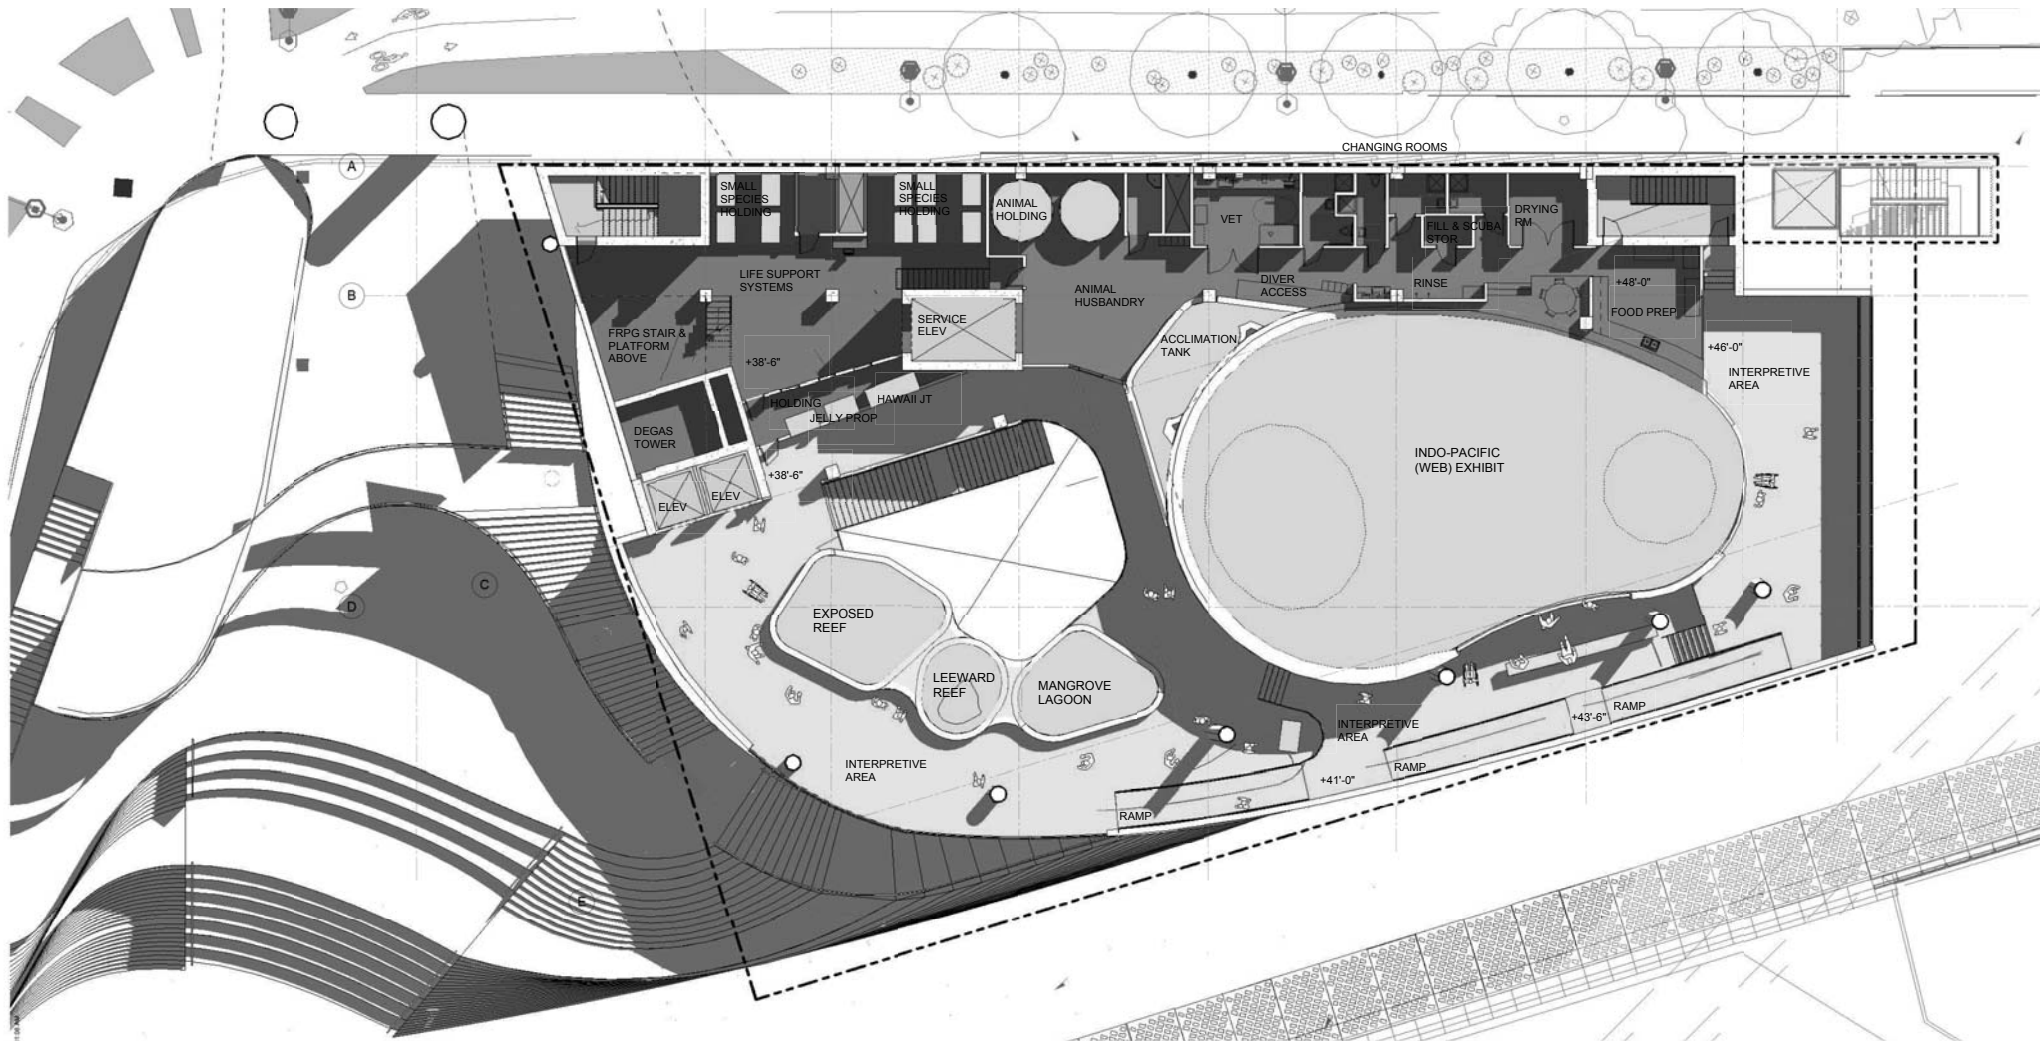 CHANGING ROOMS
A
SMALL
SPECIES
HOLDING
SMALL
SPECIES
HOLDING
ANIMAL
HOLDING
VET
FILL & SCUBA
STOR
DRYING
RM
B
LIFE SUPPORT
SYSTEMS
ANIMAL
HUSBANDRY
DIVER
ACCESS
RINSE
+48'-0"
FOOD PREP
FRPG STAIR &
PLATFORM
ABOVE
SERVICE
ELEV
ACCLIMATION
TANK
+46'-0"
INTERPRETIVE
AREA
+38'-6"
HOLDING
JELLY PROP
HAWAII JT
DEGAS
TOWER
+38'-6"
ELEV
ELEV
INDO-PACIFIC
(WEB) EXHIBIT
C
D
EXPOSED
REEF
LEEWARD
REEF
MANGROVE
LAGOON
INTERPRETIVE
AREA
INTERPRETIVE
AREA
RAMP
+41'-0"
RAMP
+43'-6"
RAMP
E